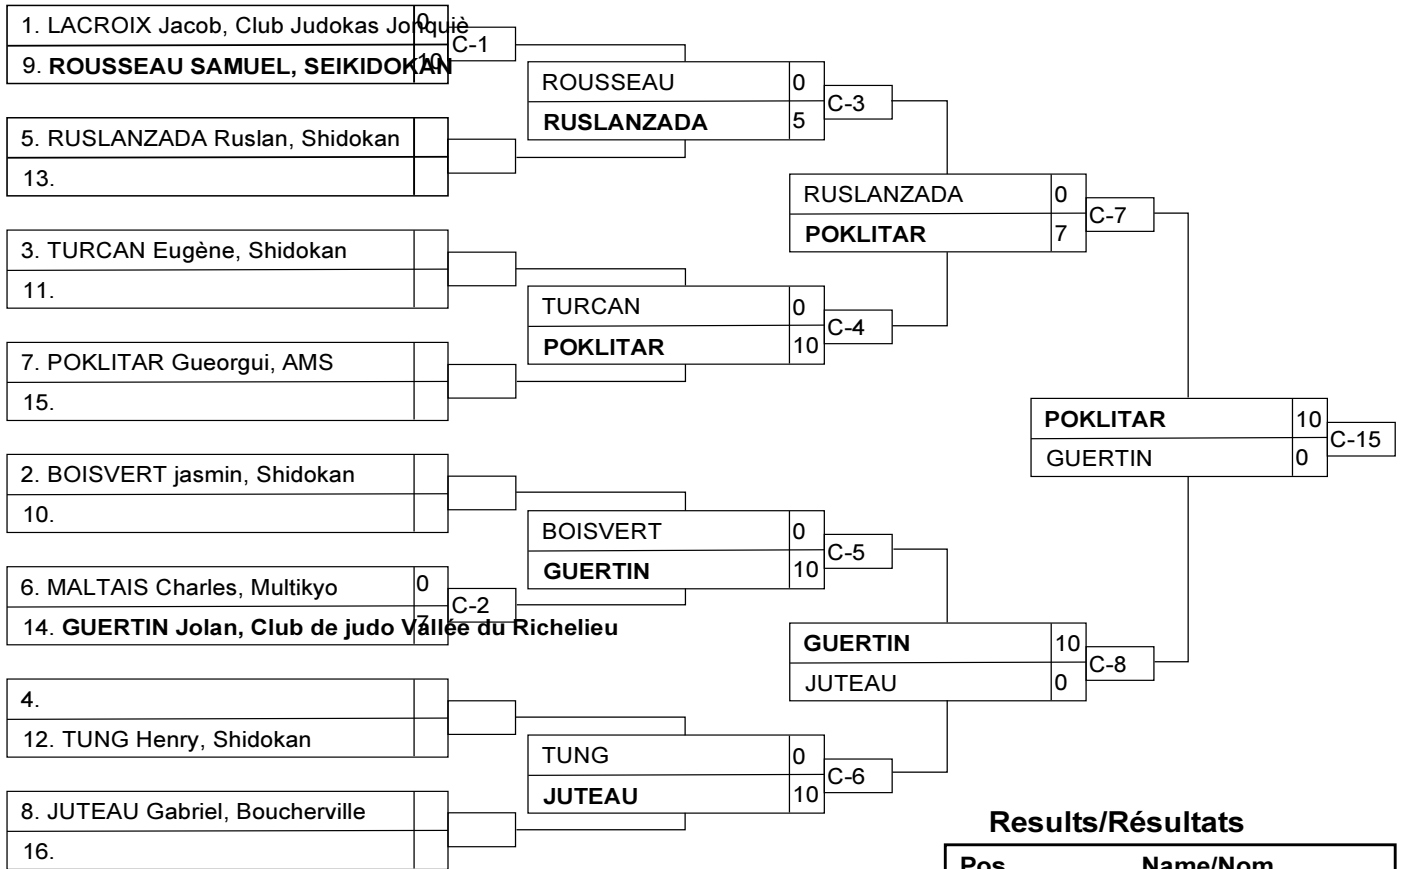 1. LACROIX Jacob, Club Judokas Jonquiè 0
C-1
9. ROUSSEAU SAMUEL, SEIKIDOKAN 10
ROUSSEAU 0
C-3
RUSLANZADA 5
5. RUSLANZADA Ruslan, Shidokan
13.
RUSLANZADA 0
C-7
POKLITAR 7
3. TURCAN Eugène, Shidokan
11.
TURCAN 0
C-4
POKLITAR 10
7. POKLITAR Gueorgui, AMS
15.
POKLITAR 10
C-15
GUERTIN 0
2. BOISVERT jasmin, Shidokan
10.
BOISVERT 0
C-5
GUERTIN 10
6. MALTAIS Charles, Multikyo 0
C-2
14. GUERTIN Jolan, Club de judo Vallée du Richelieu 7
GUERTIN 10
C-8
JUTEAU 0
4.
12. TUNG Henry, Shidokan
TUNG 0
C-6
JUTEAU 10
8. JUTEAU Gabriel, Boucherville
16.
Results/Résultats
Pos Name/Nom